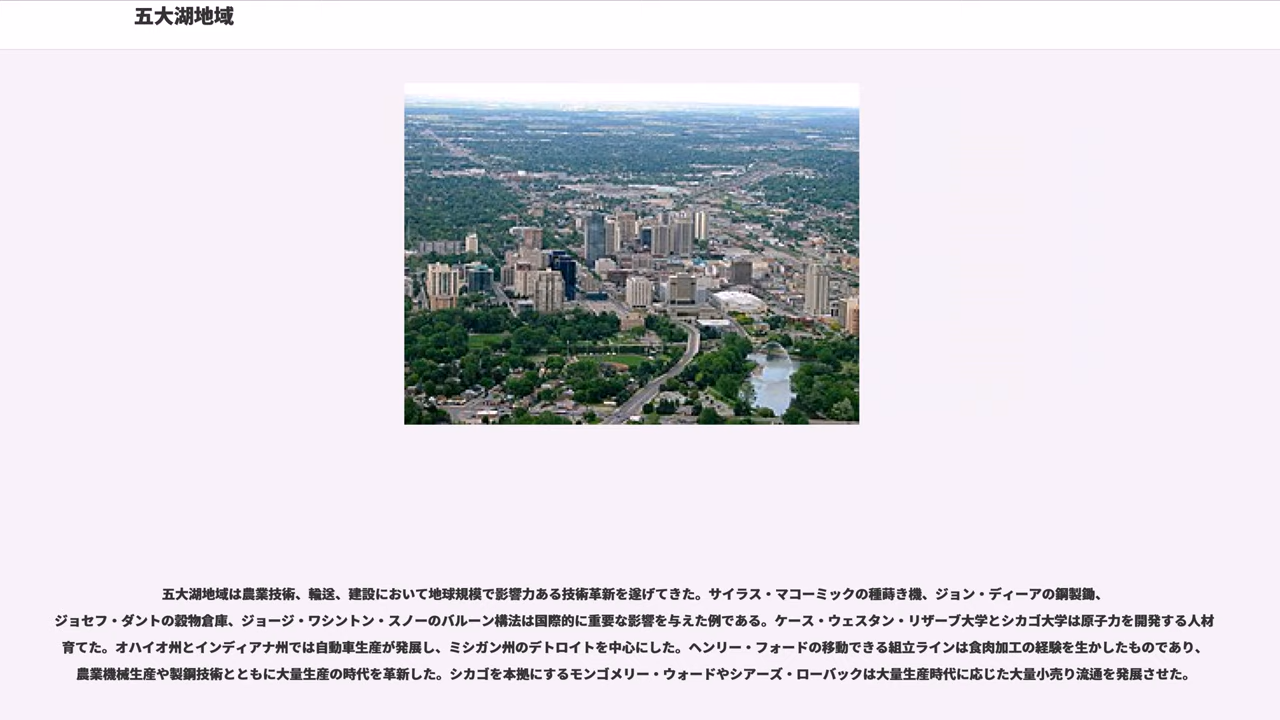 五大湖地域
五大湖地域は農業技術、輪送、建設において地球規模で影響力ある技術革新を遂げてきた。サイラス・マコーミックの種蒔き機、ジョン・ディーアの鋼製鋤、
ジョセフ・ダントの穀物倉庫、ジョージ・ワシントン・スノーのバルーン構法は国際的に重要な影響を与えた例である。ケース・ウェスタン・リザーブ大学とシカゴ大学は原子力を開発する人材
育てた。オハイオ州とインディアナ州では自動車生産が発展し、ミシガン州のデトロイトを中心にした。ヘンリー・フォードの移動できる組立ラインは食肉加工の経験を生かしたものであり、
農業機械生産や製鋼技術とともに大量生産の時代を革新した。シカゴを本拠にするモンゴメリー・ウォードやシアーズ・ローバックは大量生産時代に応じた大量小売り流通を発展させた。